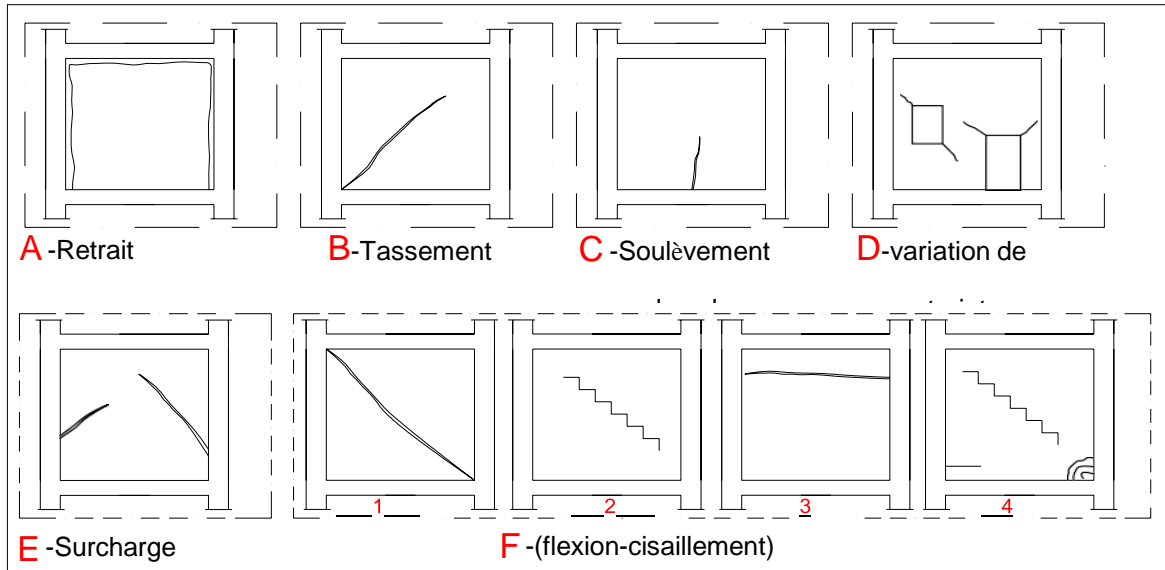 A -Retrait
B-Tassement
C -Soulèvement
D-variation de
1
2
3
4
E -Surcharge
F -(flexion-cisaillement)